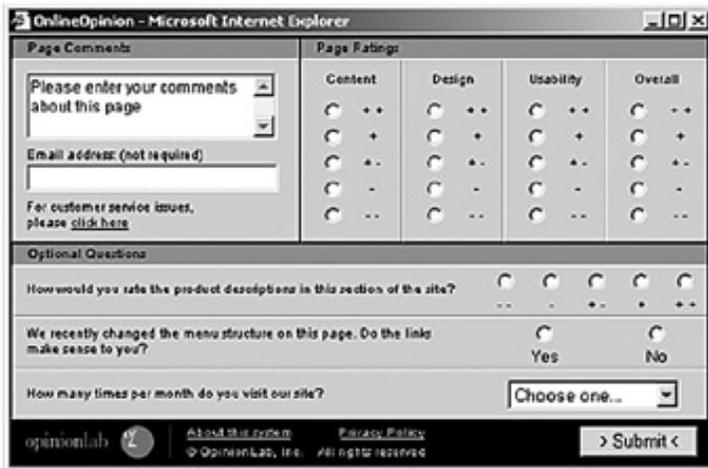 OnlineOpinion - Microsoft Internet Explorer
Page Comments
Please enter your comments
about this page
Email address: (not required)
For customer service issues,
please click here
Page Ratings
Content Design Usability Overall
+ + + + + + + +
+ + + +
+ - + - + - + -
- - - -
- - - - - - - -
Optional Questions
How would you rate the product descriptions in this section of the site?
- - - + - + + +
We recently changed the menu structure on this page. Do the links
make sense to you?
Yes No
How many times per month do you visit our site?
Choose one...
opinionlab
About this system Privacy Policy
© OpinionLab, Inc. All rights reserved
> Submit <